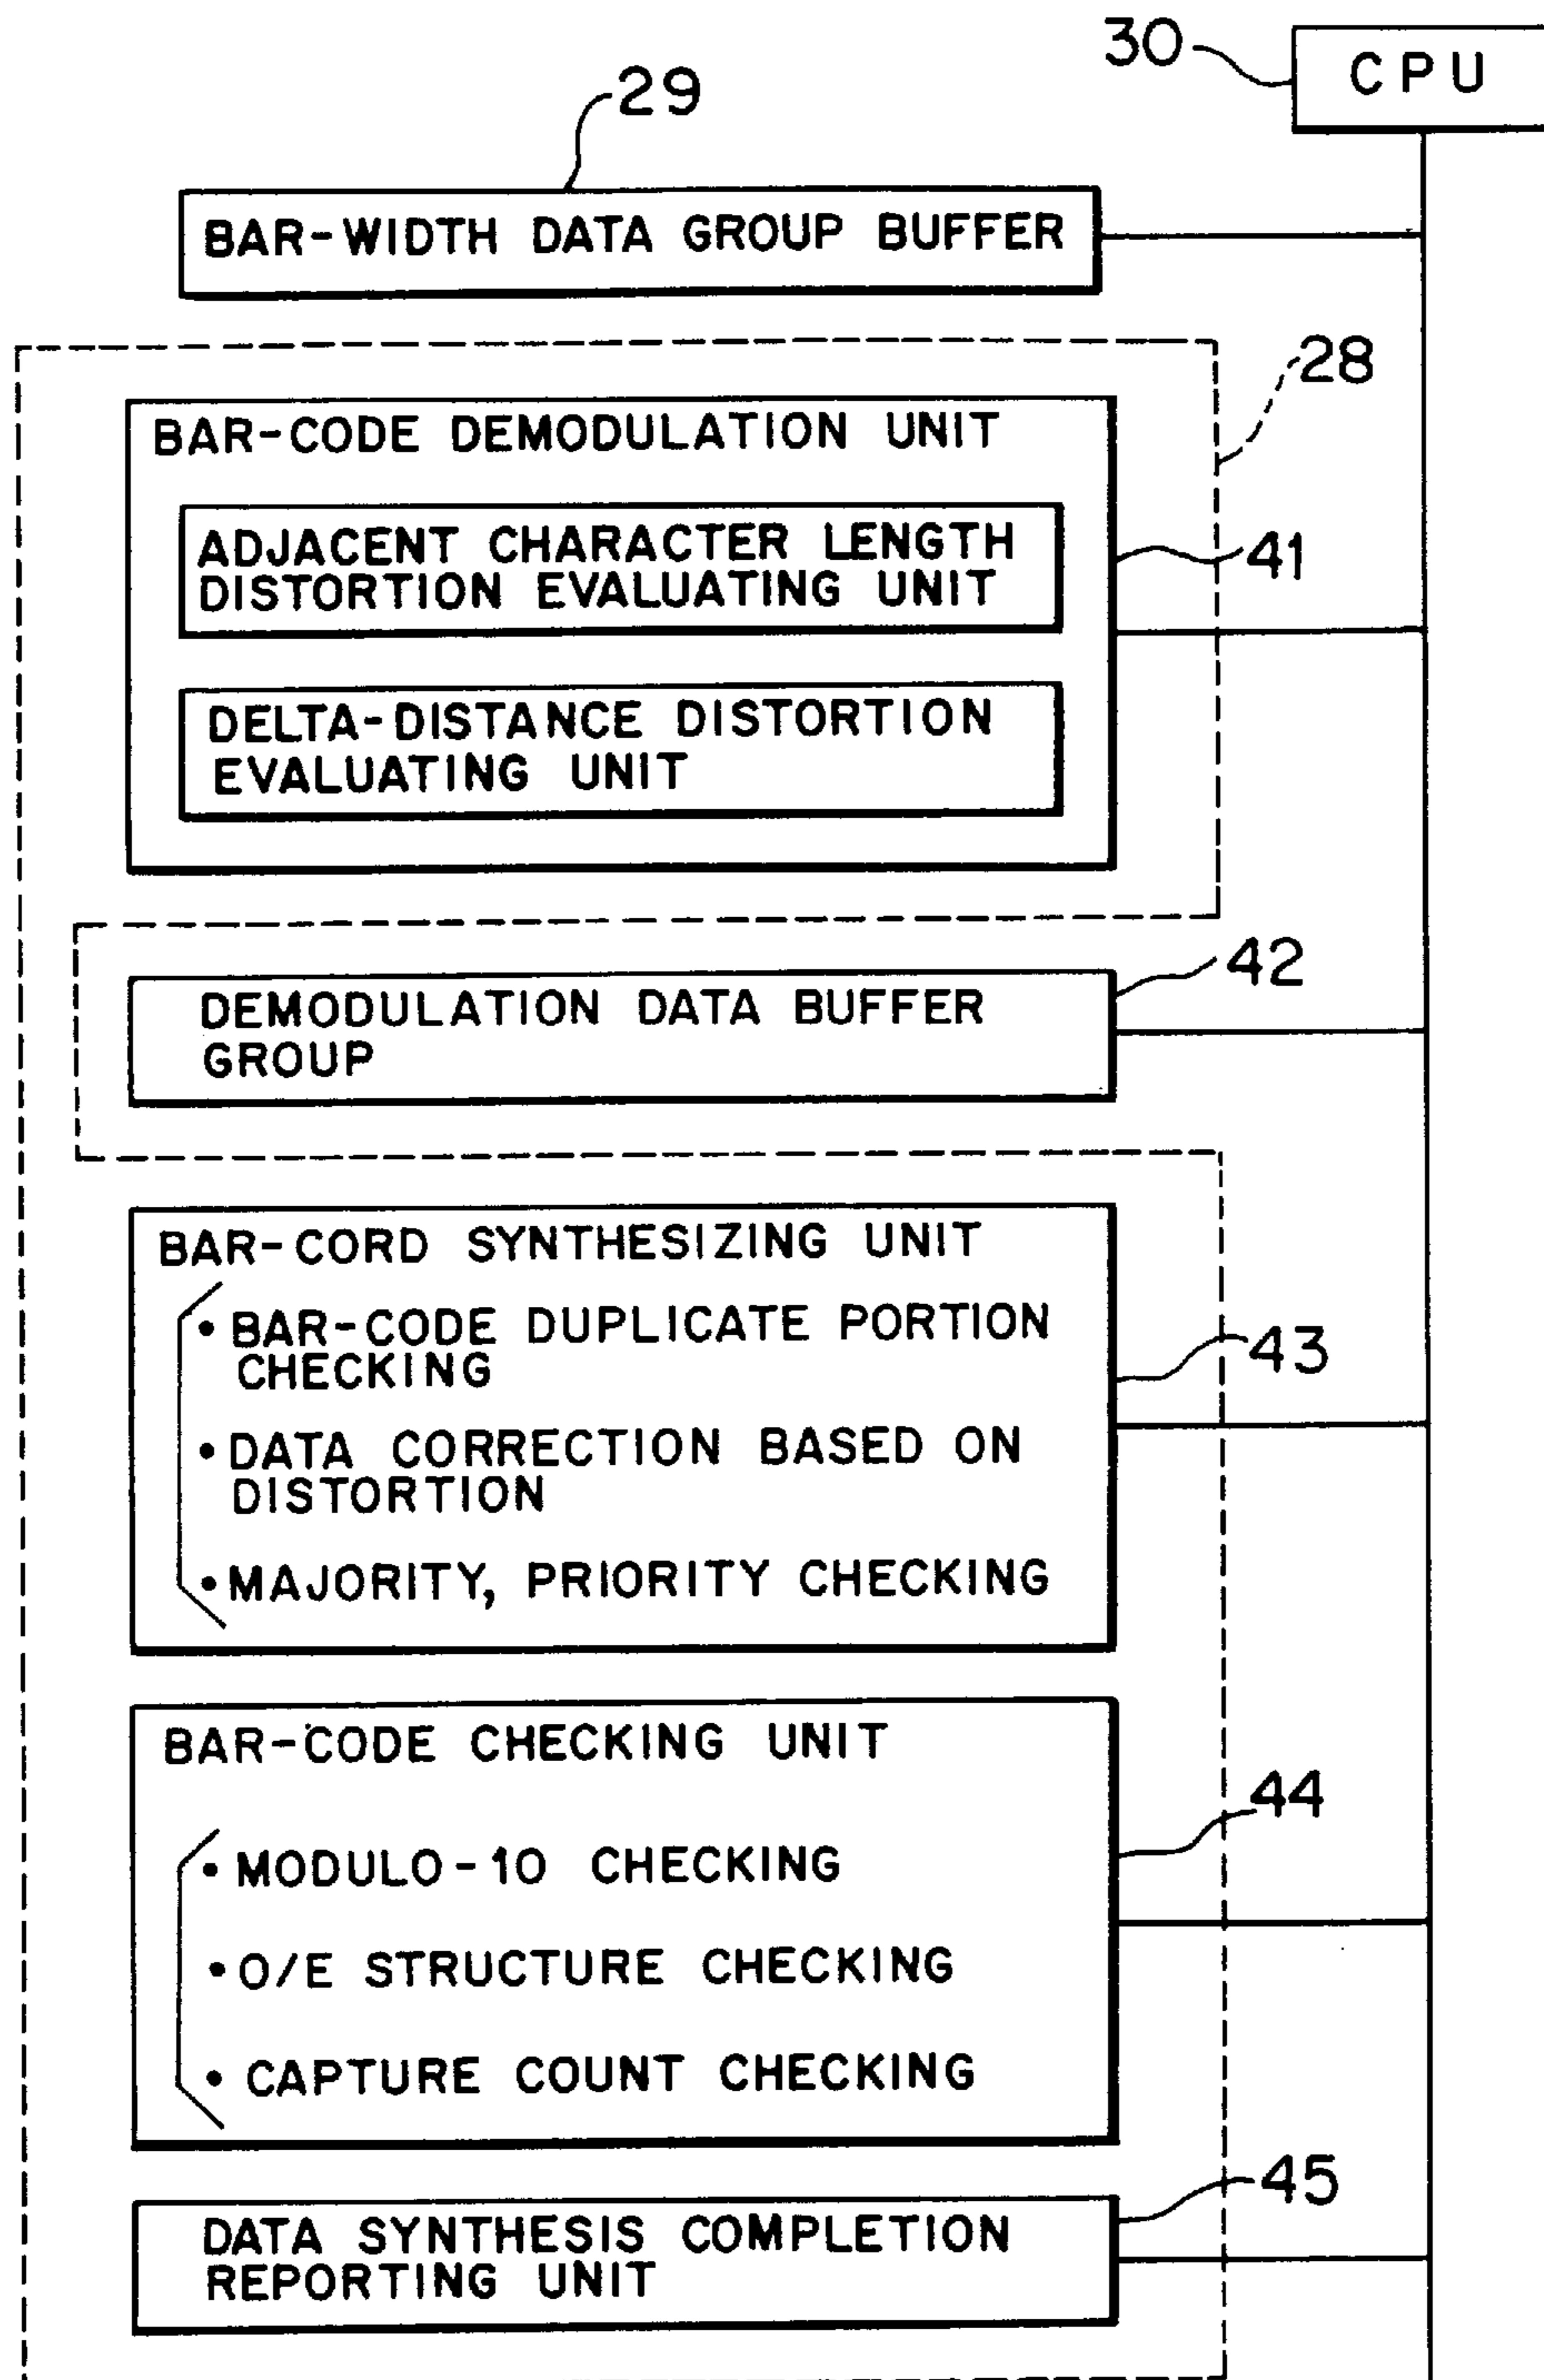 30
CPU
29
BAR-WIDTH DATA GROUP BUFFER
28
BAR-CODE DEMODULATION UNIT
ADJACENT CHARACTER LENGTH
DISTORTION EVALUATING UNIT
41
DELTA-DISTANCE DISTORTION
EVALUATING UNIT
42
DEMODULATION DATA BUFFER
GROUP
BAR-CORD SYNTHESIZING UNIT
• BAR-CODE DUPLICATE PORTION
CHECKING
43
• DATA CORRECTION BASED ON
DISTORTION
• MAJORITY, PRIORITY CHECKING
BAR-CODE CHECKING UNIT
44
• MODULO-10 CHECKING
• O/E STRUCTURE CHECKING
• CAPTURE COUNT CHECKING
45
DATA SYNTHESIS COMPLETION
REPORTING UNIT